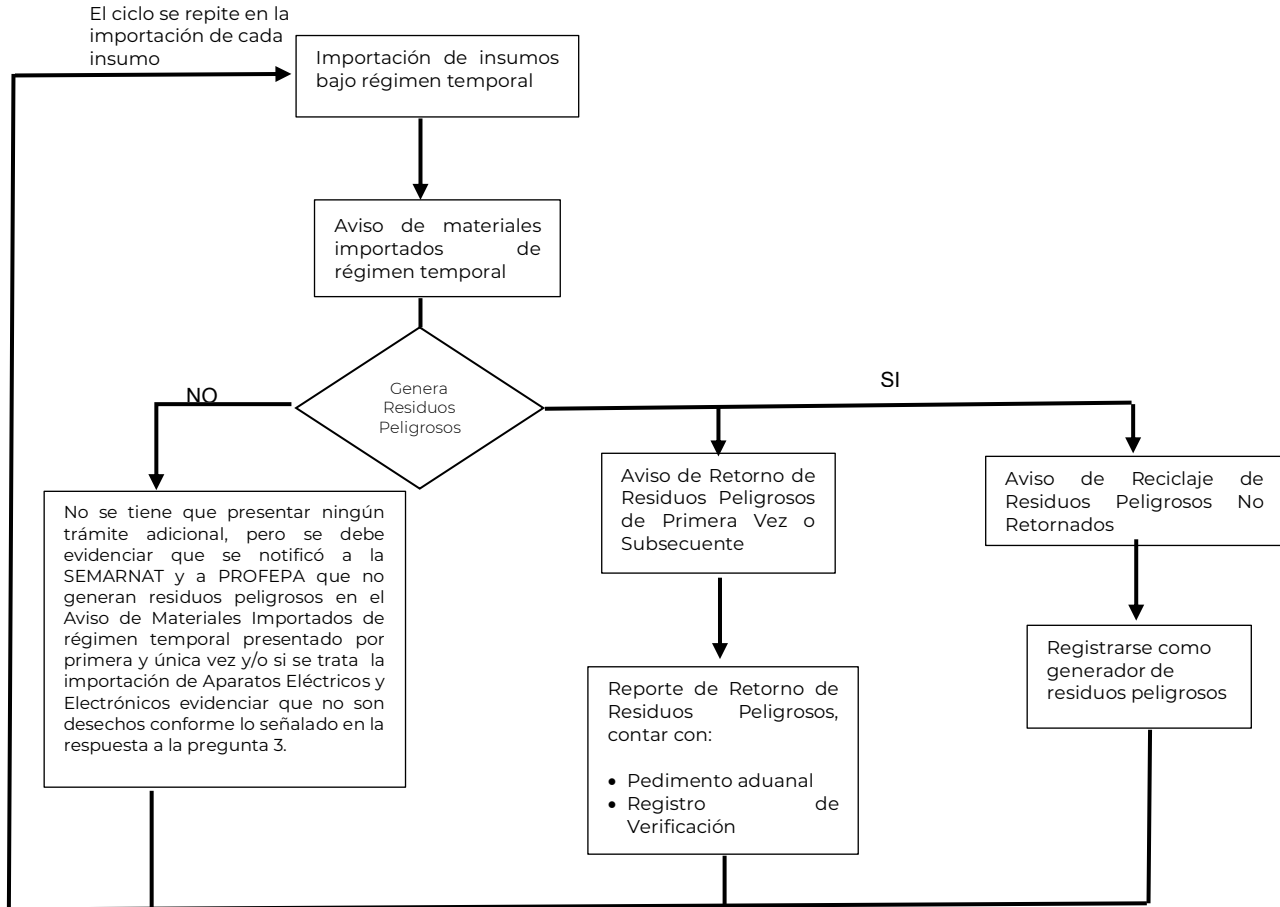 El ciclo se repite en la
importación de cada
insumo
Importación de insumos
bajo régimen temporal
Aviso de materiales
importados de
régimen temporal
Genera
Residuos
Peligrosos
NO
SI
No se tiene que presentar ningún
trámite adicional, pero se debe
evidenciar que se notificó a la
SEMARNAT y a PROFEPA que no
generan residuos peligrosos en el
Aviso de Materiales Importados de
régimen temporal presentado por
primera y única vez y/o si se trata la
importación de Aparatos Eléctricos y
Electrónicos evidenciar que no son
desechos conforme lo señalado en la
respuesta a la pregunta 3.
Aviso de Retorno de
Residuos Peligrosos
de Primera Vez o
Subsecuente
Reporte de Retorno de
Residuos Peligrosos,
contar con:
• Pedimento aduanal
• Registro de
Verificación
Aviso de Reciclaje de
Residuos Peligrosos No
Retornados
Registrarse como
generador de
residuos peligrosos